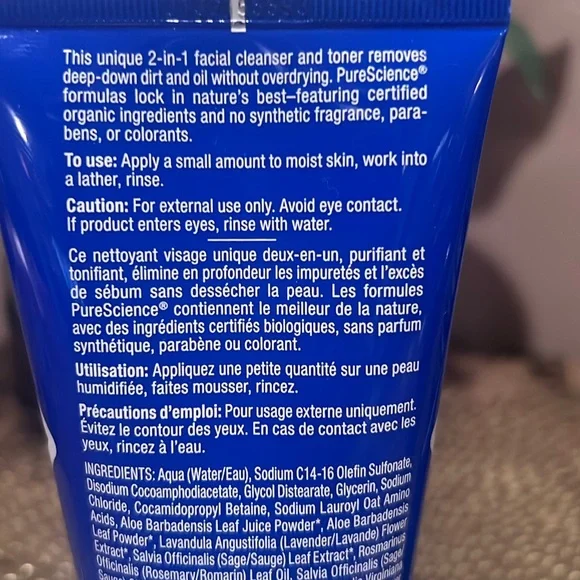 This unique 2-in-1 facial cleanser and toner removes
deep-down dirt and oil without overdrying. PureScience®
formulas lock in nature's best–featuring certified
organic ingredients and no synthetic fragrance, para-
bens, or colorants.
To use: Apply a small amount to moist skin, work into
a lather, rinse.
Caution: For external use only. Avoid eye contact.
If product enters eyes, rinse with water.
Ce nettoyant visage unique deux-en-un, purifiant et
tonifiant, élimine en profondeur les impuretés et l'excès
de sébum sans dessécher la peau. Les formules
PureScience® contiennent le meilleur de la nature,
avec des ingrédients certifiés biologiques, sans parfum
synthétique, parabène ou colorant.
Utilisation: Appliquez une petite quantité sur une peau
humidifiée, faites mousser, rincez.
Précautions d'emploi: Pour usage externe uniquement.
Évitez le contour des yeux. En cas de contact avec les
yeux, rincez à l'eau.
INGREDIENTS: Aqua (Water/Eau), Sodium C14-16 Olefin Sulfonate,
Disodium Cocoamphodiacetate, Glycol Distearate, Glycerin, Sodium
Chloride, Cocamidopropyl Betaine, Sodium Lauroyl Oat Amino
Acids, Aloe Barbadensis Leaf Juice Powder*, Aloe Barbadensis
Leaf Powder*, Lavandula Angustifolia (Lavender/Lavande) Flower
Extract*, Salvia Officinalis (Sage/Sauge) Leaf Extract*, Rosmarinus
Officinalis (Rosemary/Romarin) Leaf Oil, Salvia Officinalis (Sage/
Virginiana